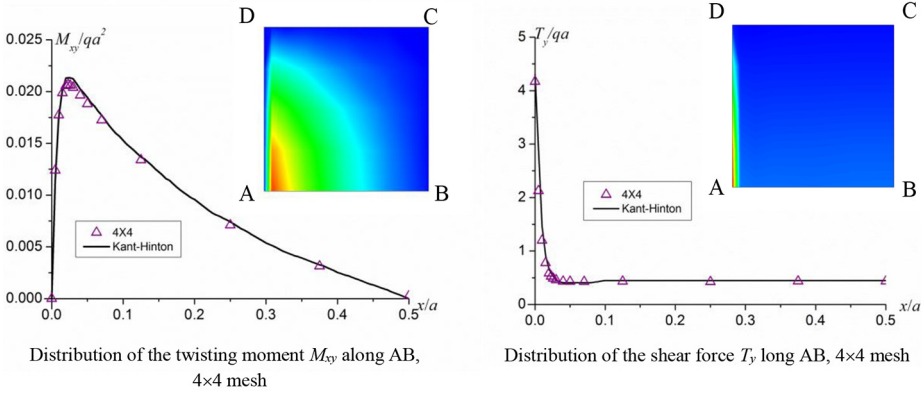 M_xy/qa²
0.025
0.020
0.015
0.010
0.005
0.000
0.0 0.1 0.2 0.3 0.4 0.5 x/a
D C
A B
4X4
Kant-Hinton
Distribution of the twisting moment M_xy along AB,
4×4 mesh
T_y/qa
5
4
3
2
1
0
0.0 0.1 0.2 0.3 0.4 0.5 x/a
D C
A B
4X4
Kant-Hinton
Distribution of the shear force T_y long AB, 4×4 mesh